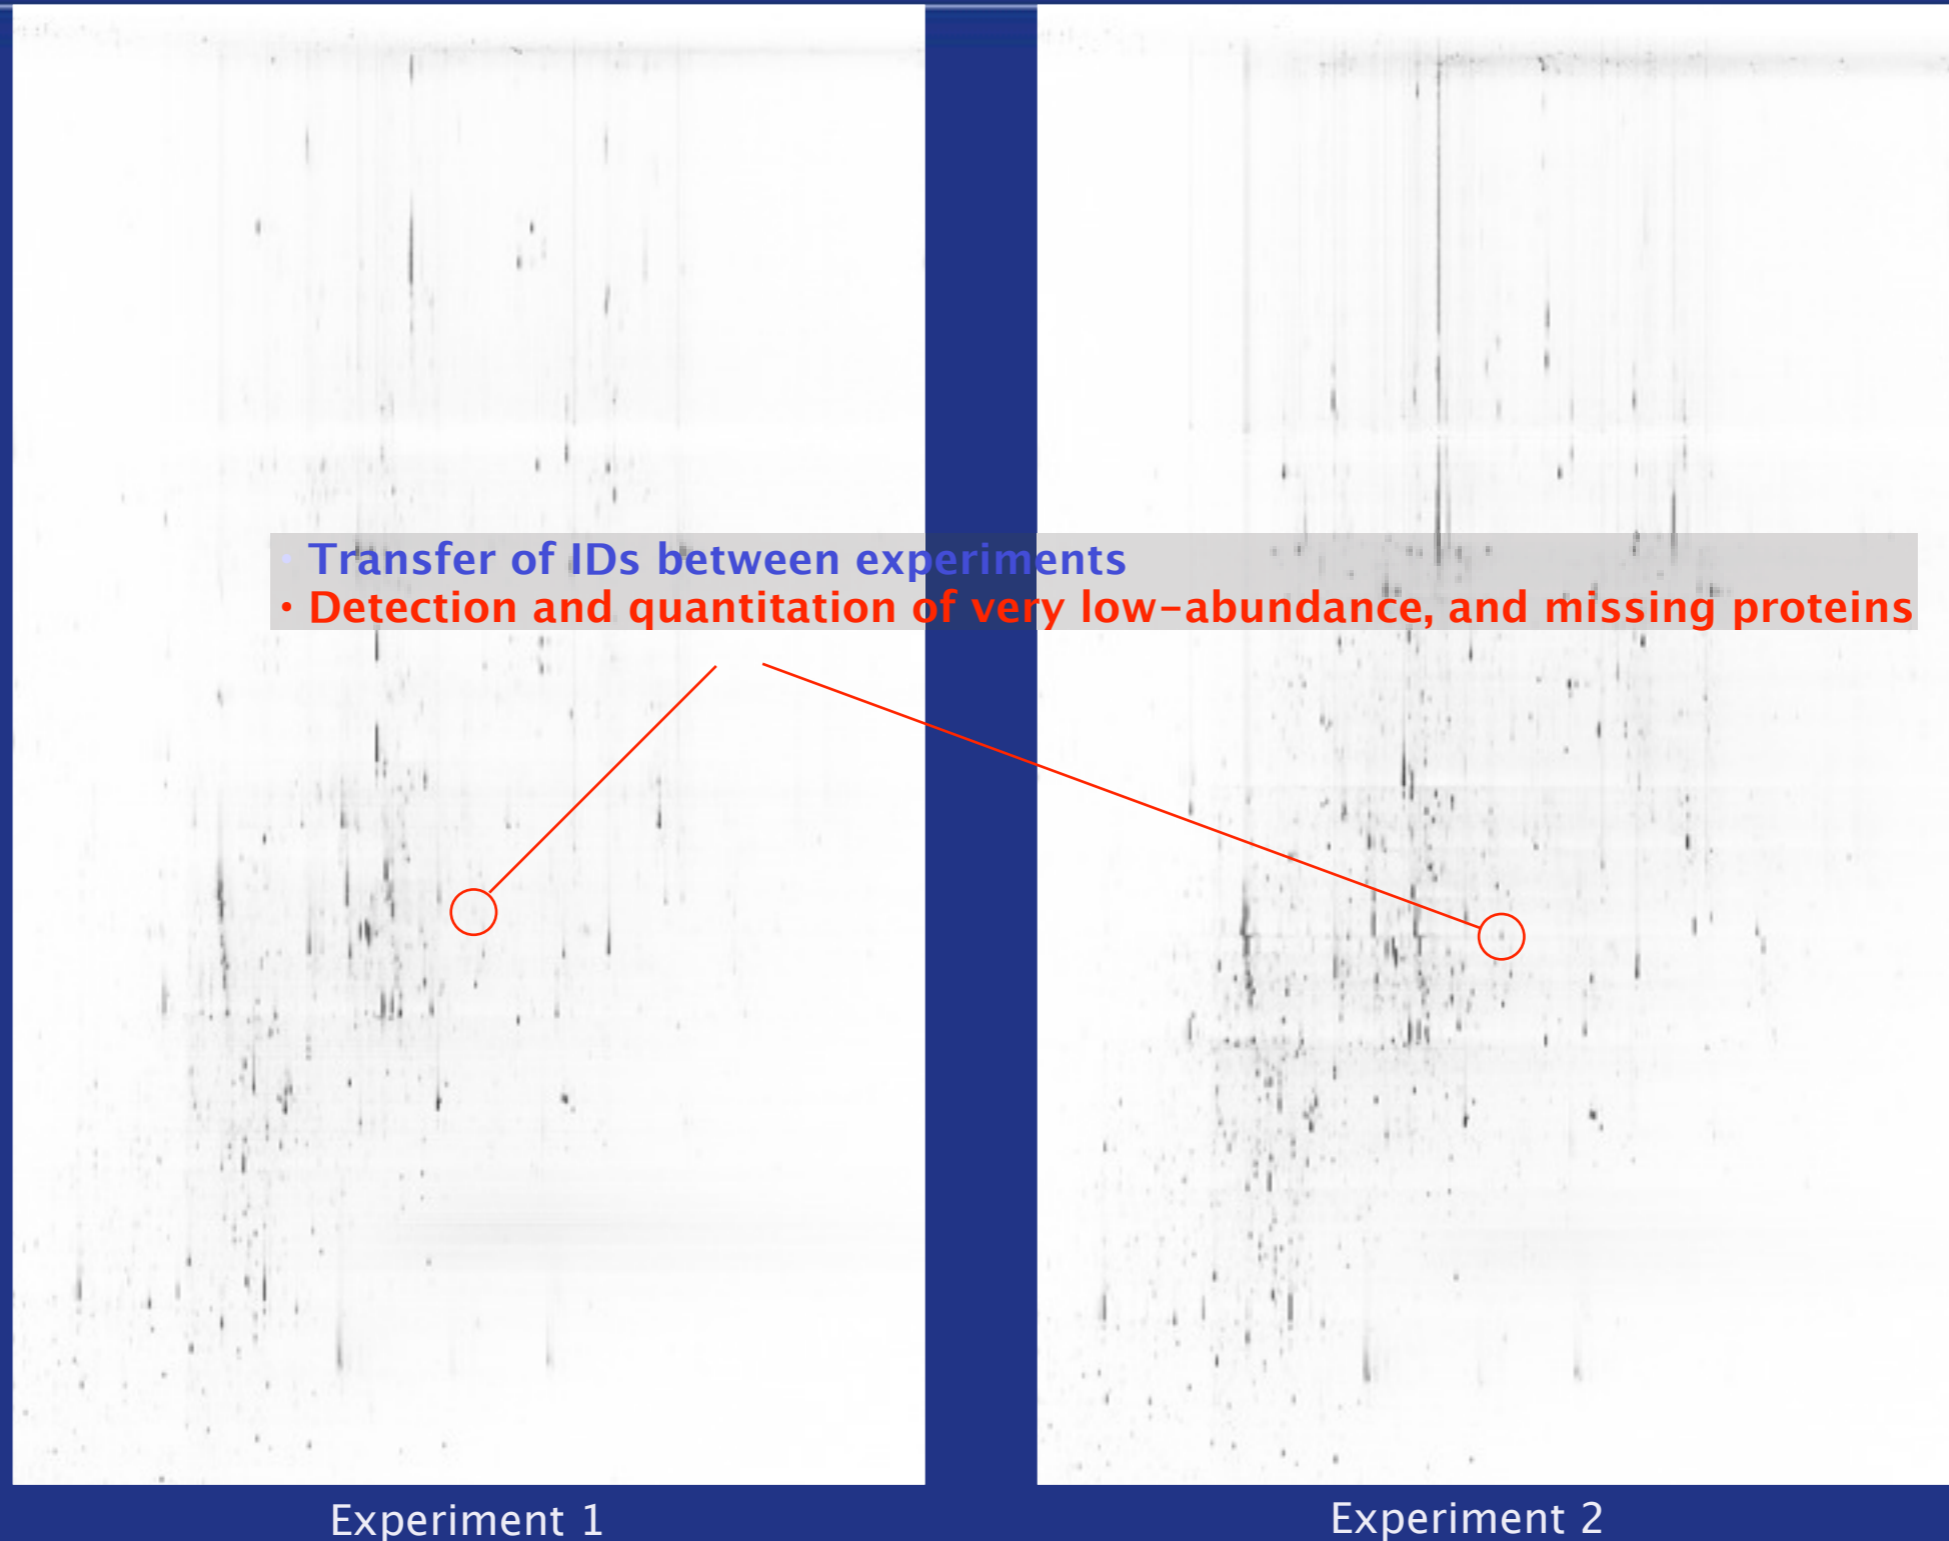 • Transfer of IDs between experiments
• Detection and quantitation of very low-abundance, and missing proteins
Experiment 1
Experiment 2